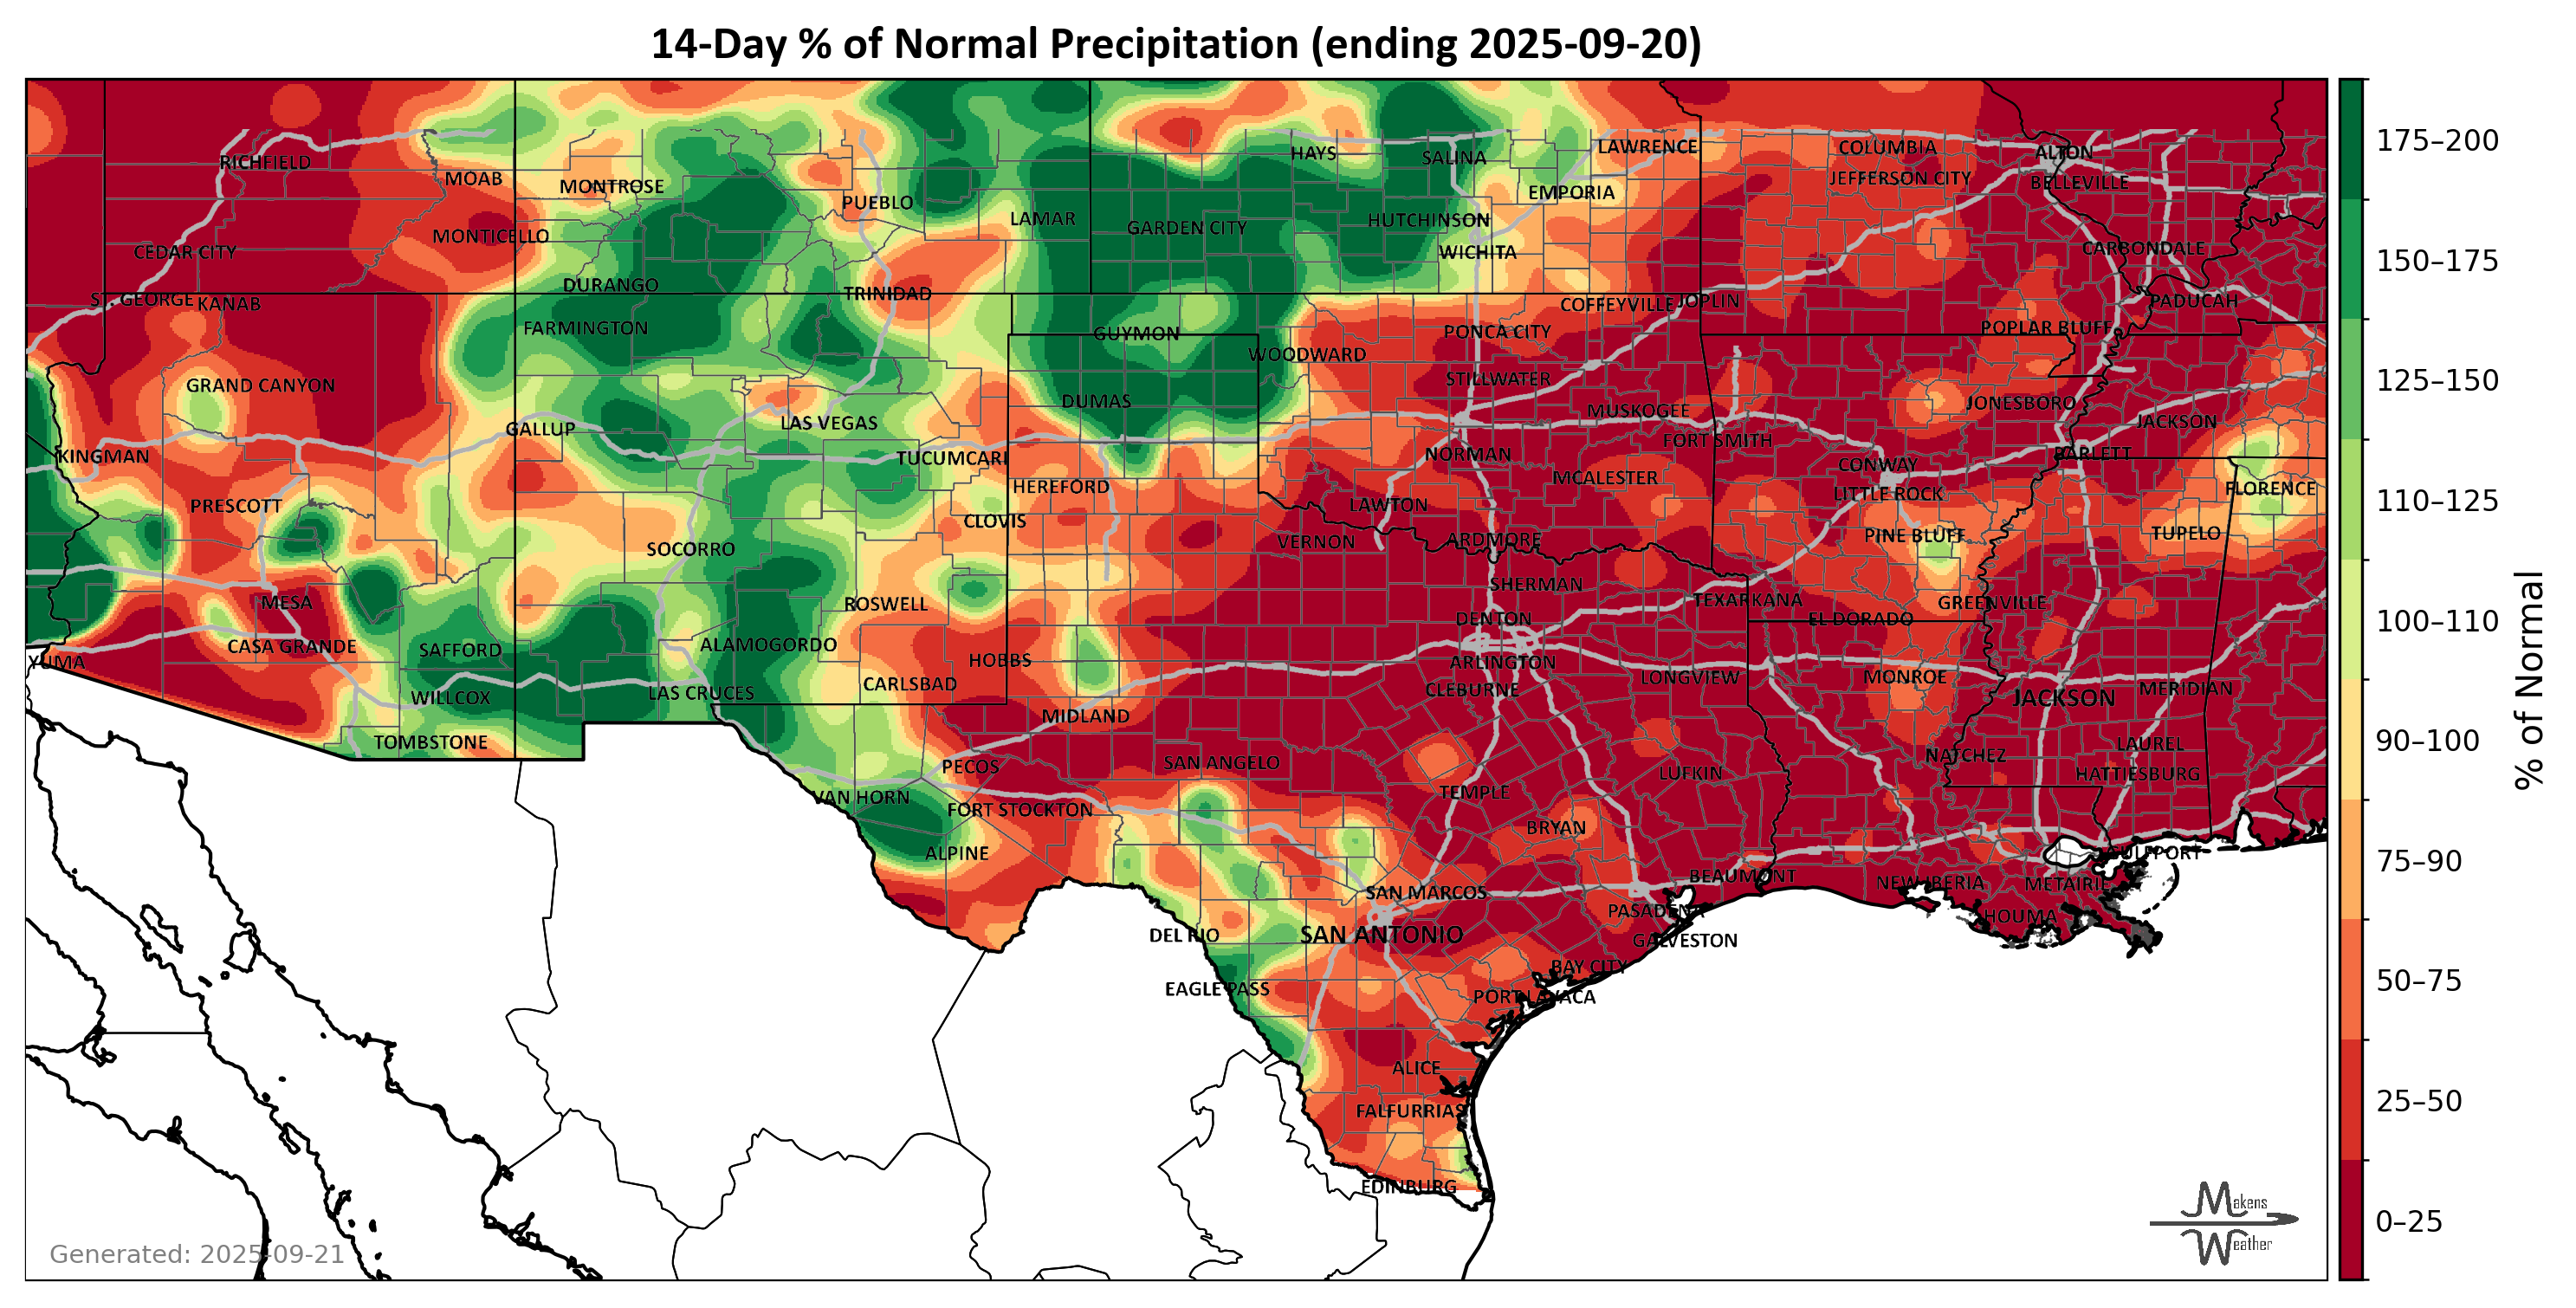 14-Day % of Normal Precipitation (ending 2025-09-20)
RICHFIELD
MOAB
MONTROSE
PUEBLO
LAMAR
HAYS
SALINA
LAWRENCE
COLUMBIA
ALTON
JEFFERSON CITY
BELLEVILLE
EMPORIA
GARDEN CITY
HUTCHINSON
WICHITA
CARBONDALE
CEDAR CITY
MONTICELLO
DURANGO
TRINIDAD
ST. GEORGE
KANAB
COFFEYVILLE
JOPLIN
PADUCAH
FARMINGTON
GUYMON
PONCA CITY
POPLAR BLUFF
WOODWARD
GRAND CANYON
STILLWATER
DUMAS
MUSKOGEE
JONESBORO
JACKSON
GALLUP
LAS VEGAS
FORT SMITH
KINGMAN
TUCUMCARI
NORMAN
CONWAY
BARLETT
HEREFORD
MCALESTER
LITTLE ROCK
FLORENCE
PRESCOTT
LAWTON
CLOVIS
PINE BLUFF
TUPELO
SOCORRO
VERNON
ARDMORE
SHERMAN
MESA
ROSWELL
TEXARKANA
GREENVILLE
DENTON
EL DORADO
CASA GRANDE
SAFFORD
ALAMOGORDO
YUMA
HOBBS
ARLINGTON
LONGVIEW
MONROE
WILLCOX
LAS CRUCES
CARLSBAD
CLEBURNE
JACKSON
MERIDIAN
MIDLAND
TOMBSTONE
PECOS
SAN ANGELO
LUFKIN
NATCHEZ
LAUREL
HATTIESBURG
VAN HORN
FORT STOCKTON
TEMPLE
BRYAN
ALPINE
GULFPORT
SAN MARCOS
BEAUMONT
NEW IBERIA
METAIRIE
PASADENA
HOUMA
DEL RIO
SAN ANTONIO
GALVESTON
BAY CITY
EAGLE PASS
PORT LAVACA
ALICE
FALFURRIAS
EDINBURG
Generated: 2025-09-21
Makens
Weather
175–200
150–175
125–150
110–125
100–110
90–100
75–90
50–75
25–50
0–25
% of Normal